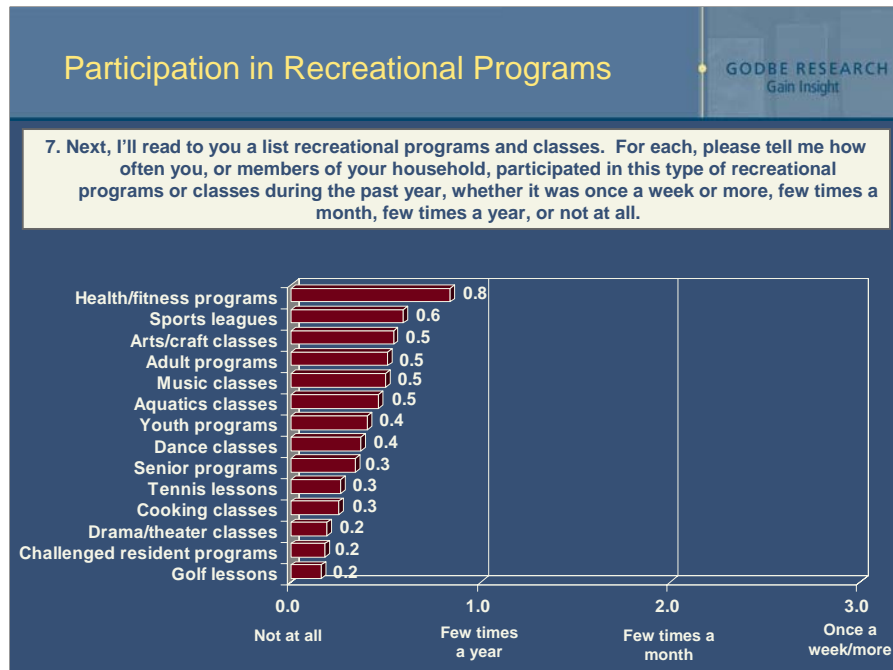 Participation in Recreational Programs
GODBE RESEARCH
Gain Insight
7. Next, I'll read to you a list recreational programs and classes. For each, please tell me how
often you, or members of your household, participated in this type of recreational
programs or classes during the past year, whether it was once a week or more, few times a
month, few times a year, or not at all.
Health/fitness programs 0.8
Sports leagues 0.6
Arts/craft classes 0.5
Adult programs 0.5
Music classes 0.5
Aquatics classes 0.5
Youth programs 0.4
Dance classes 0.4
Senior programs 0.3
Tennis lessons 0.3
Cooking classes 0.3
Drama/theater classes 0.2
Challenged resident programs 0.2
Golf lessons 0.2
0.0 1.0 2.0 3.0
Not at all Few times a year Few times a month Once a week/more